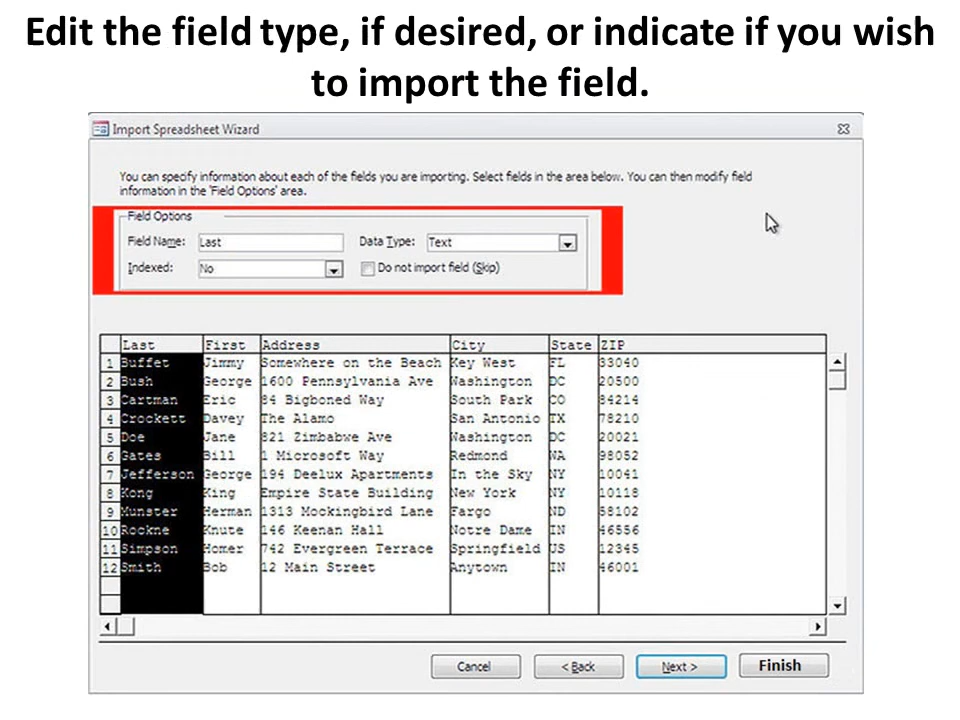 Edit the field type, if desired, or indicate if you wish
to import the field.
Import Spreadsheet Wizard
You can specify information about each of the fields you are importing. Select fields in the area below. You can then modify field
information in the 'Field Options' area.
Field Options
Field Name: Last Data Type: Text
Indexed: No Do not import field (Skip)
Last First Address City State ZIP
1 Buffet Jimmy Somewhere on the Beach Key West FL 33040
2 Bush George 1600 Pennsylvania Ave Washington DC 20500
3 Cartman Eric 84 Bigboned Way South Park CO 84214
4 Crockett Davey The Alamo San Antonio TX 78210
5 Doe Jane 821 Zimbabwe Ave Washington DC 20021
6 Gates Bill 1 Microsoft Way Redmond WA 98052
7 Jefferson George 194 Deelux Apartments In the Sky NY 10041
8 Kong King Empire State Building New York NY 10118
9 Munster Herman 1313 Mockingbird Lane Fargo ND 58102
10 Rockne Knute 146 Keenan Hall Notre Dame IN 46556
11 Simpson Homer 742 Evergreen Terrace Springfield US 12345
12 Smith Bob 12 Main Street Anytown IN 46001
Cancel < Back Next > Finish